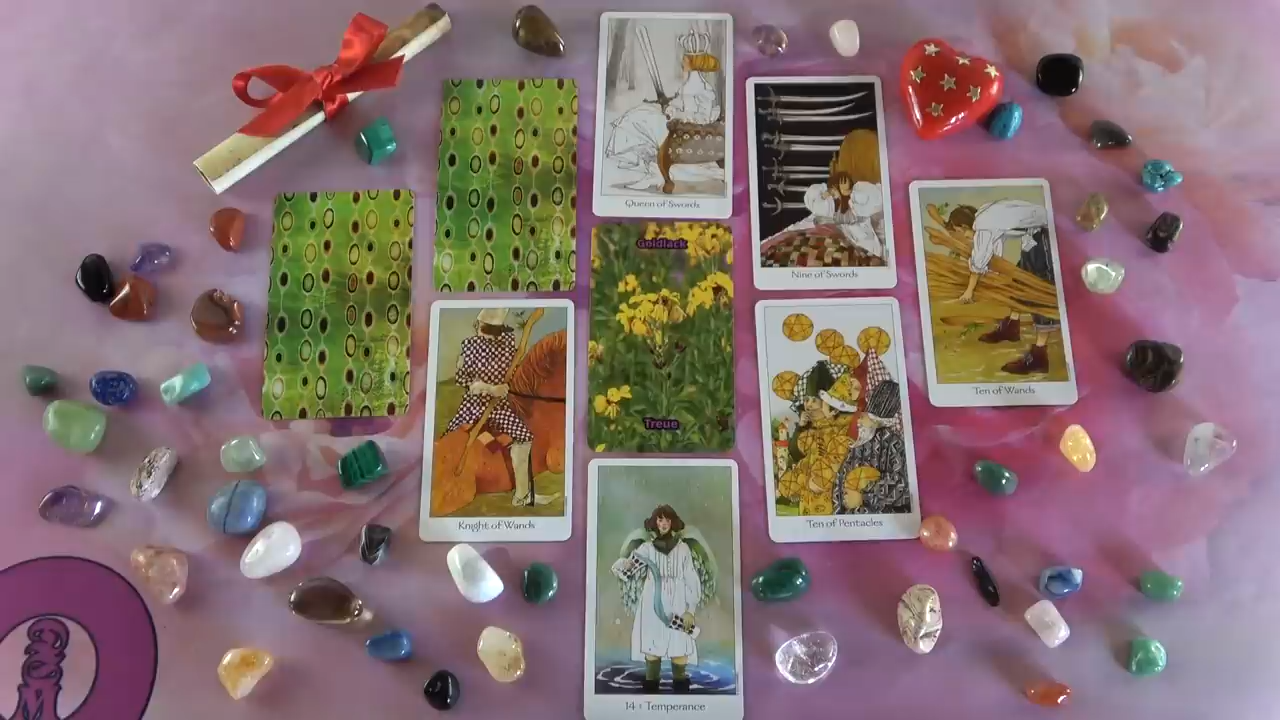 Queen of Swords
Nine of Swords
Goldlack
Ten of Wands
Treue
Knight of Wands
Ten of Pentacles
14 : Temperance